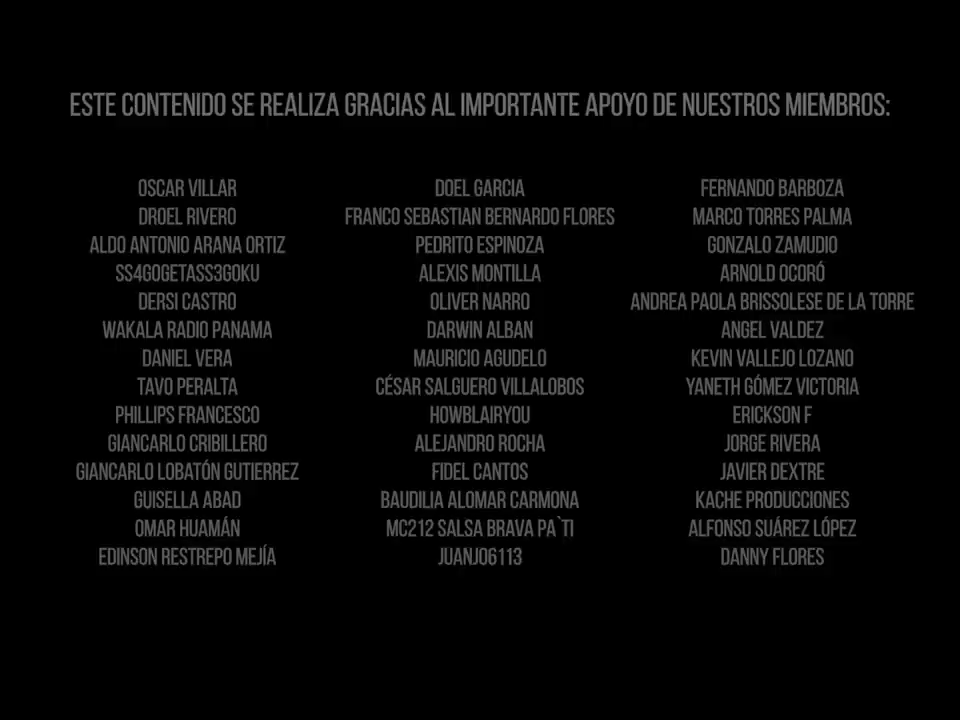 ESTE CONTENIDO SE REALIZA GRACIAS AL IMPORTANTE APOYO DE NUESTROS MIEMBROS:
OSCAR VILLAR
DROEL RIVERO
ALDO ANTONIO ARANA ORTIZ
SS4GOGETASS3GOKU
DERSI CASTRO
WAKALA RADIO PANAMA
DANIEL VERA
TAVO PERALTA
PHILLIPS FRANCESCO
GIANCARLO CRIBILLERO
GIANCARLO LOBATÓN GUTIERREZ
GUISELLA ABAD
OMAR HUAMÁN
EDINSON RESTREPO MEJÍA
DOEL GARCIA
FRANCO SEBASTIAN BERNARDO FLORES
PEDRITO ESPINOZA
ALEXIS MONTILLA
OLIVER NARRO
DARWIN ALBAN
MAURICIO AGUDELO
CÉSAR SALGUERO VILLALOBOS
HOWBLAIRYOU
ALEJANDRO ROCHA
FIDEL CANTOS
BAUDILIA ALOMAR CARMONA
MC212 SALSA BRAVA PA`TI
JUANJO6113
FERNANDO BARBOZA
MARCO TORRES PALMA
GONZALO ZAMUDIO
ARNOLD OCORÓ
ANDREA PAOLA BRISSOLESE DE LA TORRE
ANGEL VALDEZ
KEVIN VALLEJO LOZANO
YANETH GÓMEZ VICTORIA
ERICKSON F
JORGE RIVERA
JAVIER DEXTRE
KACHE PRODUCCIONES
ALFONSO SUÁREZ LÓPEZ
DANNY FLORES